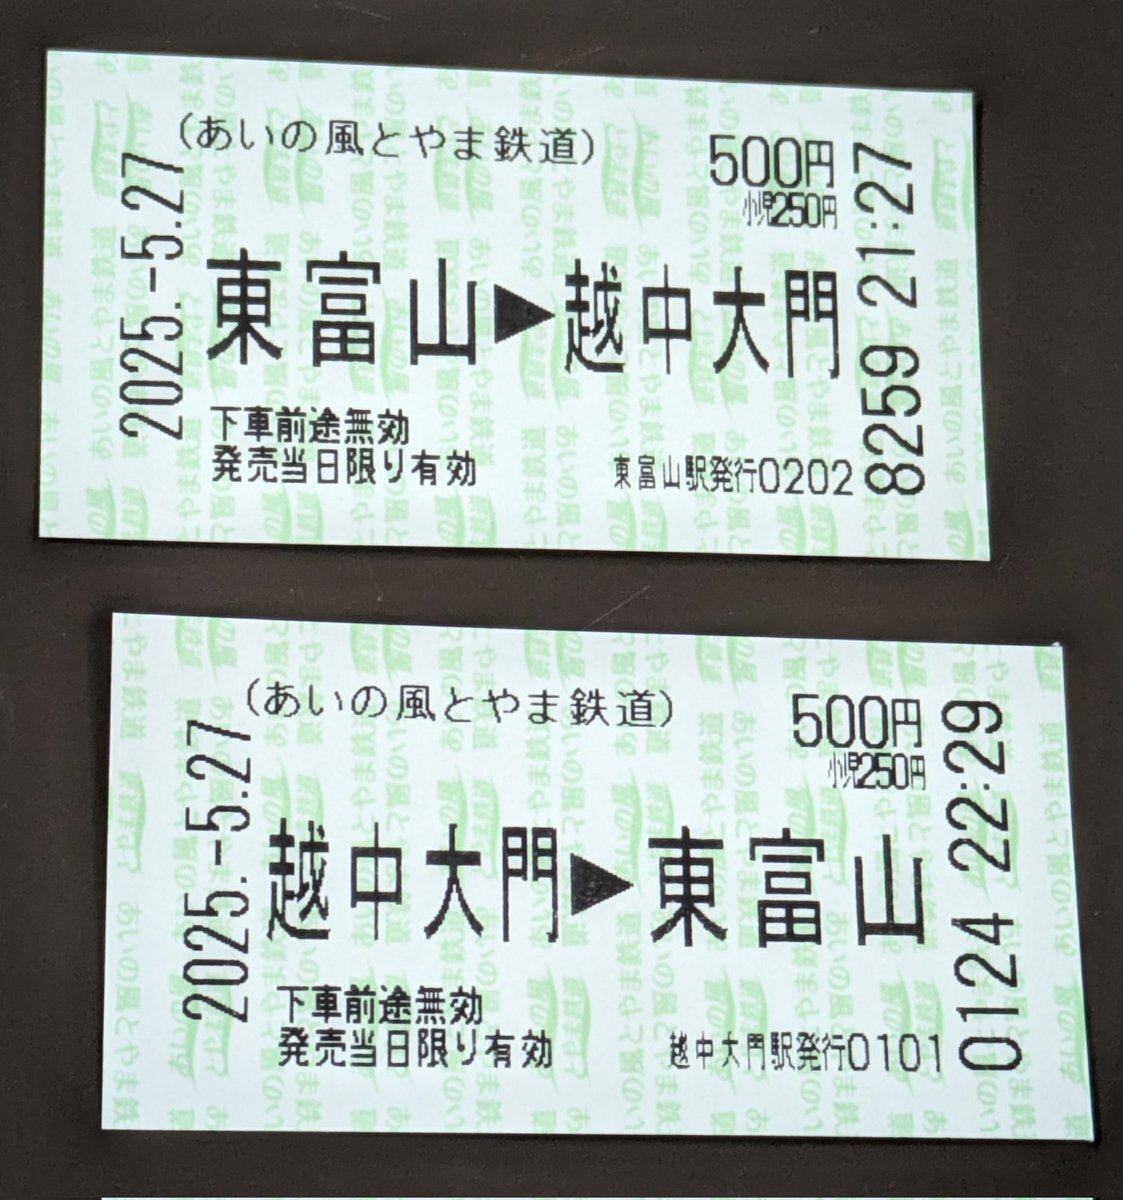 (あいの風とやま鉄道)
500円
小児250円
2025.-5.27
東富山▶越中大門
8259 21:27
下車前途無効
発売当日限り有効
東富山駅発行0202
(あいの風とやま鉄道)
500円
小児250円
2025.-5.27
越中大門▶東富山
0124 22:29
下車前途無効
発売当日限り有効
越中大門駅発行0101